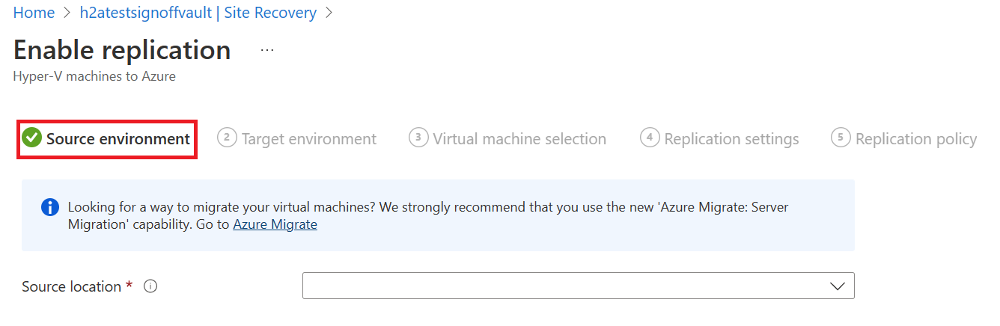 Home > h2atestsignoffvault | Site Recovery >
Enable replication ...
Hyper-V machines to Azure
Source environment 2 Target environment 3 Virtual machine selection 4 Replication settings 5 Replication policy
Looking for a way to migrate your virtual machines? We strongly recommend that you use the new 'Azure Migrate: Server
Migration' capability. Go to Azure Migrate
Source location *